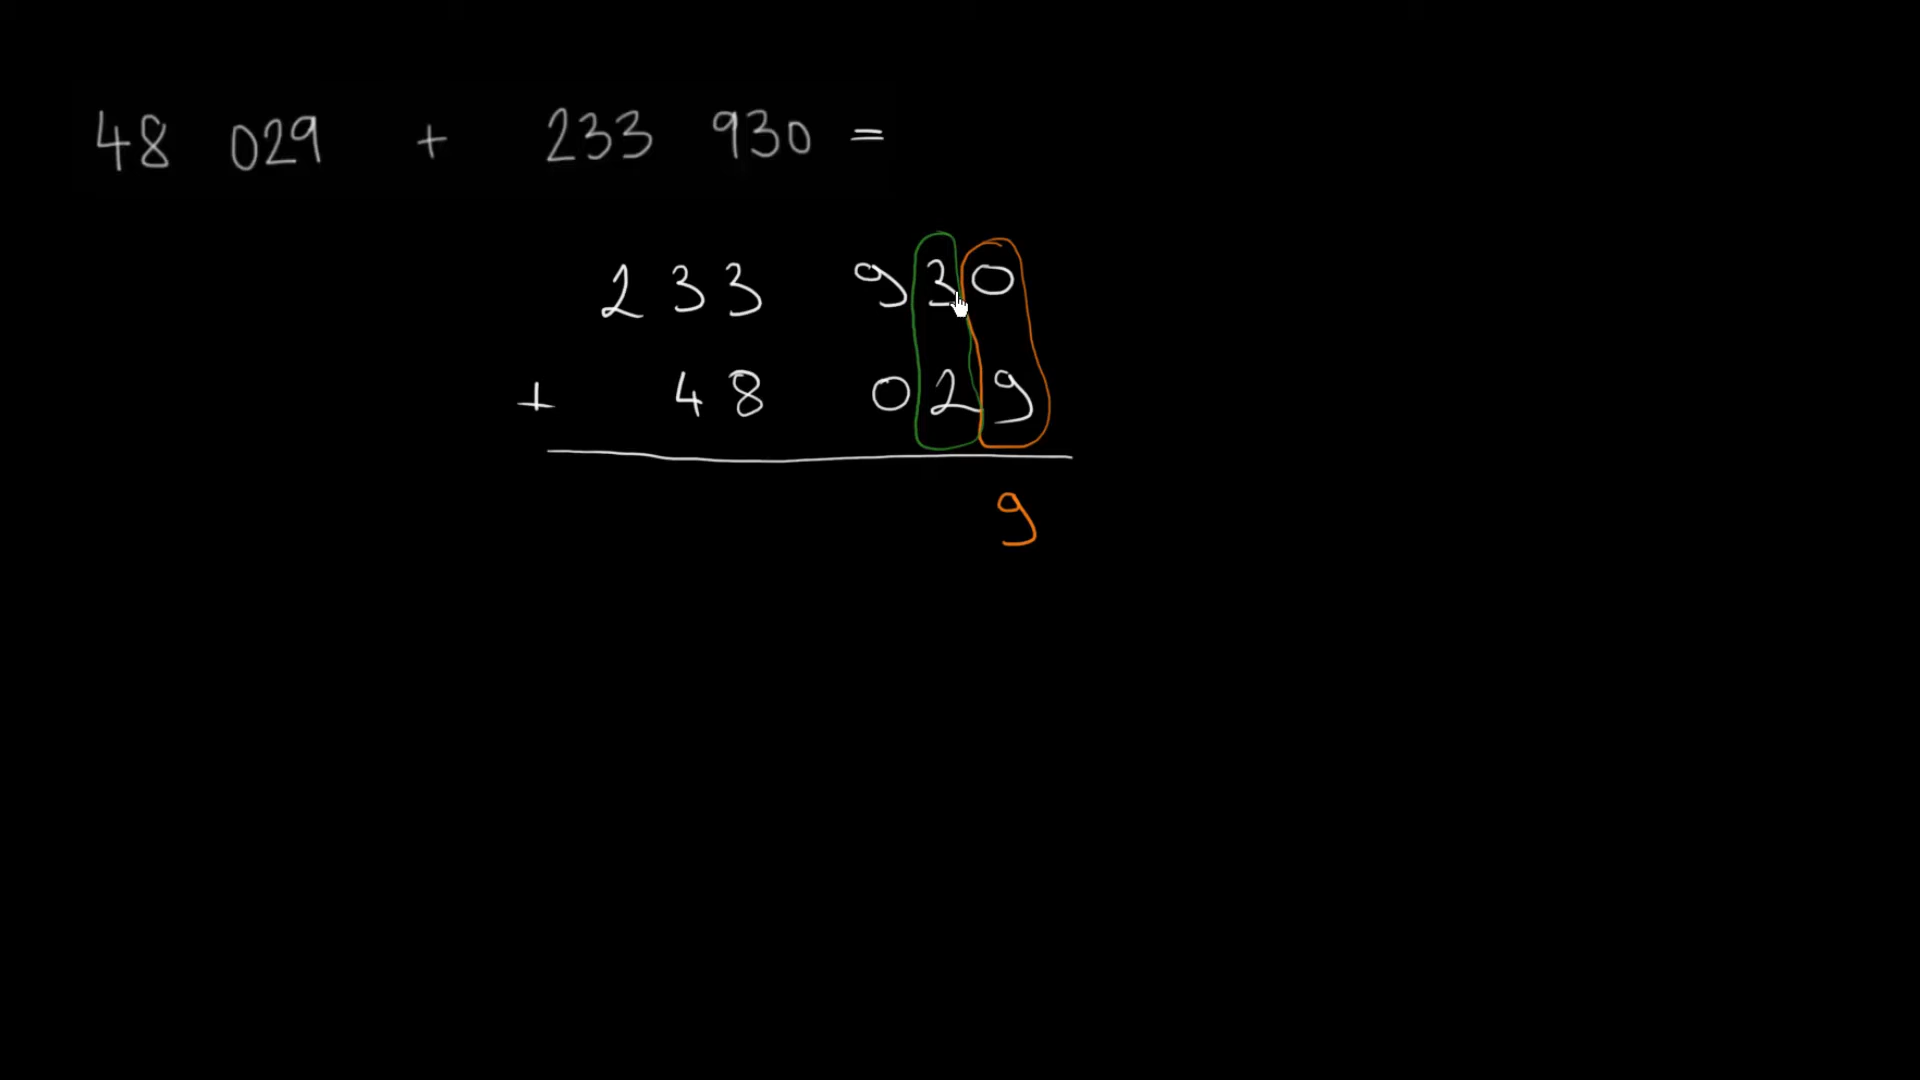 48 029 + 233 930 =
233 930
+ 48 029
9